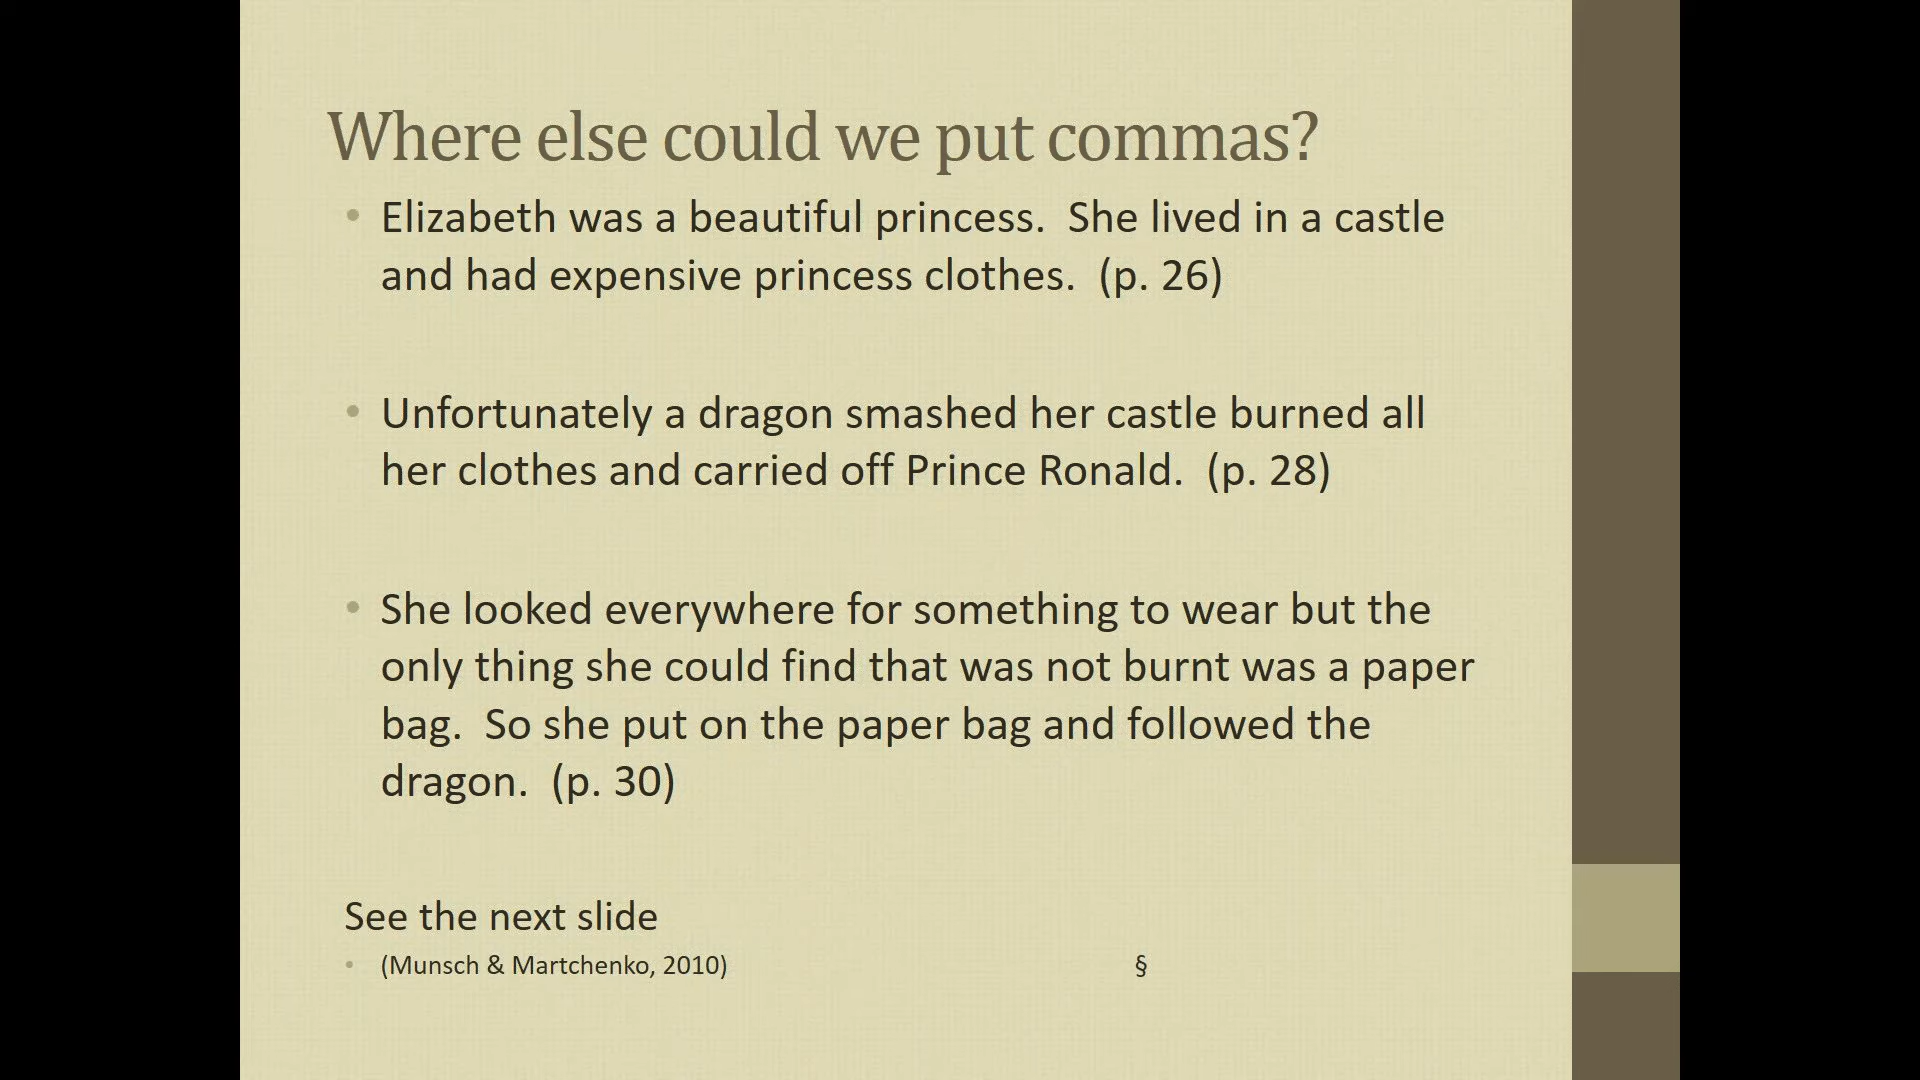 Where else could we put commas?
• Elizabeth was a beautiful princess.  She lived in a castle
and had expensive princess clothes.  (p. 26)
• Unfortunately a dragon smashed her castle burned all
her clothes and carried off Prince Ronald.  (p. 28)
• She looked everywhere for something to wear but the
only thing she could find that was not burnt was a paper
bag.  So she put on the paper bag and followed the
dragon.  (p. 30)
See the next slide
• (Munsch & Martchenko, 2010) §